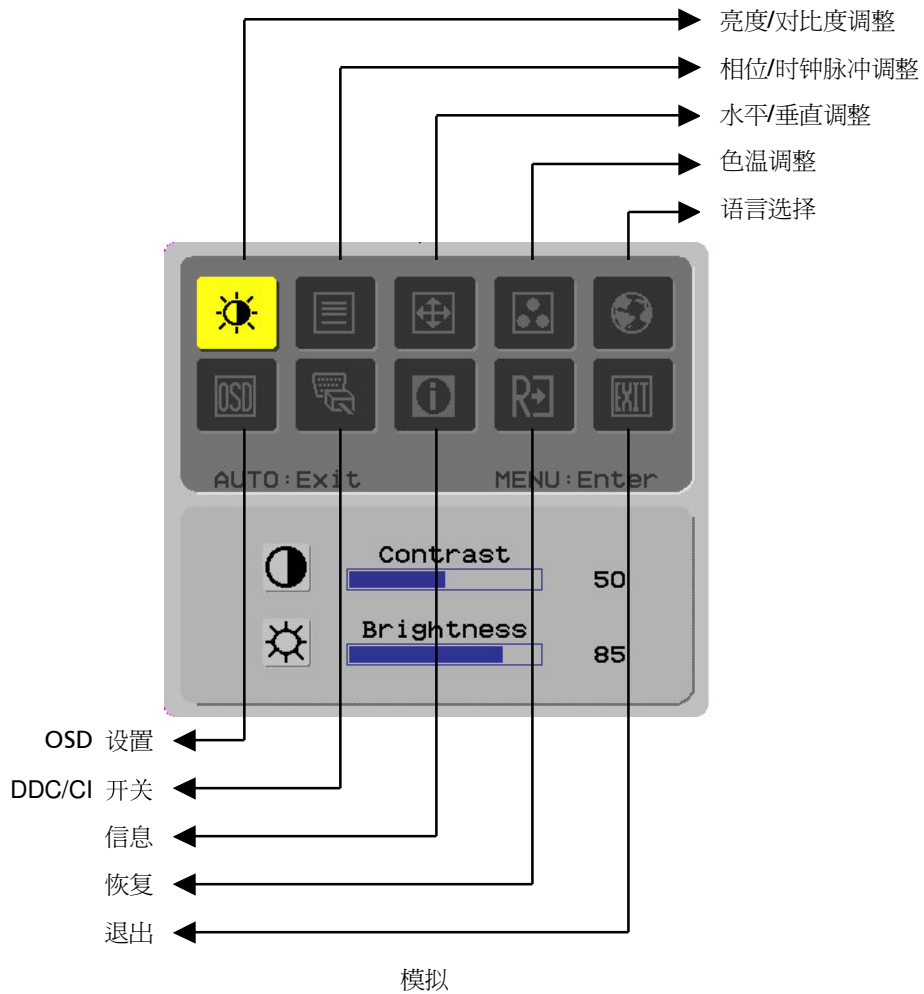 亮度/对比度调整
相位/时钟脉冲调整
水平/垂直调整
色温调整
语言选择
OSD
R
EXIT
AUTO:Exit MENU:Enter
Contrast
50
Brightness
85
OSD 设置
DDC/CI 开关
信息
恢复
退出
模拟